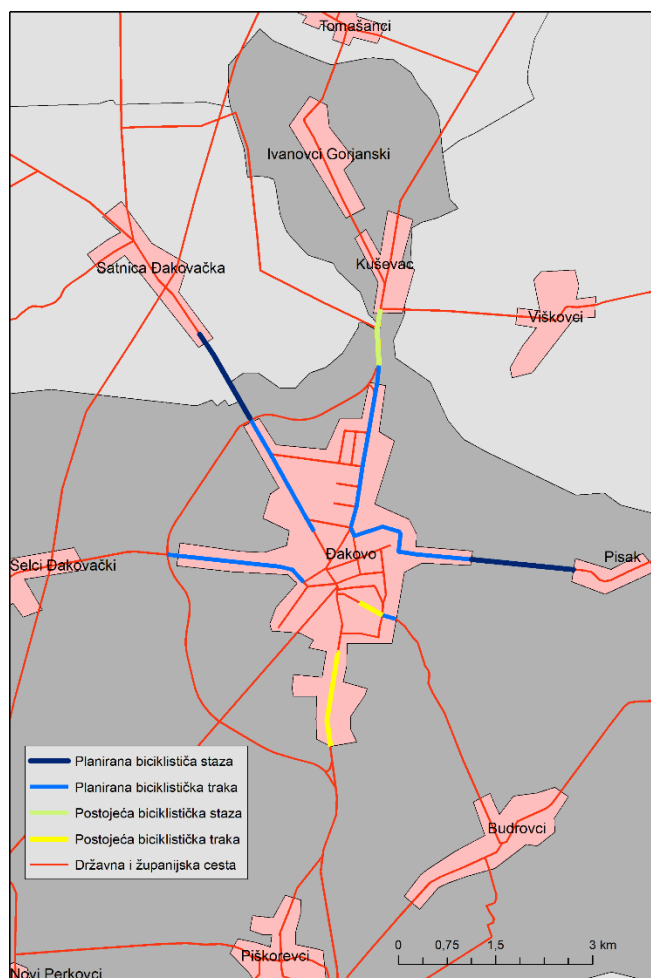 Tomašanci
Ivanovci Gorjanski
Kuševac
Satnica Đakovačka
Viškovci
Đakovo
Selci Đakovački
Pisak
Planirana biciklističa staza
Planirana biciklistička traka
Postojeća biciklistička staza
Postojeća biciklistička traka
Državna i županijska cesta
Budrovci
Piškorevci
Novi Perkovci
0 0,75 1,5 3 km